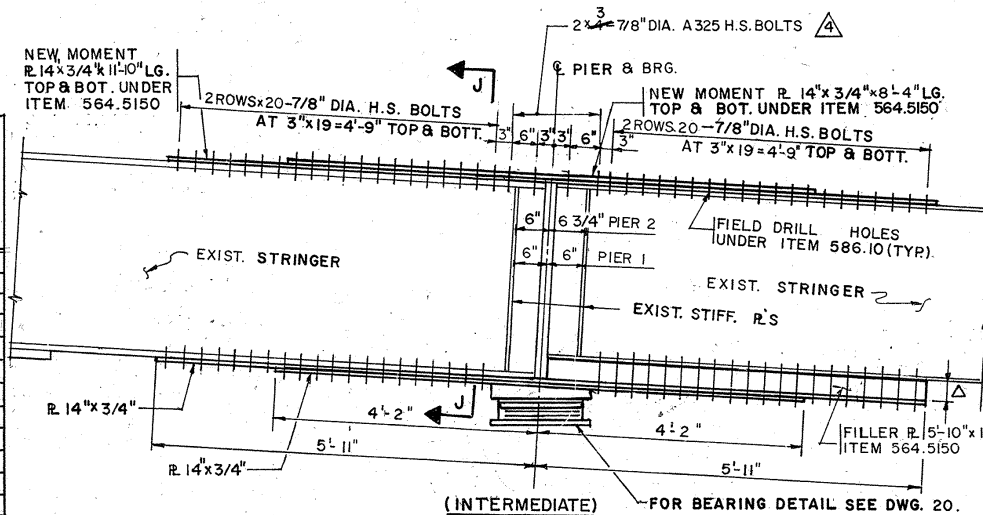 3
2 x 4 - 7/8" DIA. A325 H.S. BOLTS 4
NEW MOMENT
PL 14" x 3/4" x 11'-10" LG.
TOP & BOT. UNDER
ITEM 564.5150
J
℄ PIER & BRG.
NEW MOMENT PL 14" x 3/4" x 8'-4" LG.
TOP & BOT. UNDER ITEM 564.5150
2 ROWS x 20 - 7/8" DIA. H.S. BOLTS
AT 3" x 19 = 4'-9" TOP & BOTT.
3" 6" 3" 3" 6" 3"
2 ROWS 20 - 7/8" DIA. H.S. BOLTS
AT 3" x 19 = 4'-9" TOP & BOTT.
6" 6 3/4" PIER 2
6" 6" PIER 1
FIELD DRILL HOLES
UNDER ITEM 586.10 (TYP.)
EXIST. STRINGER
EXIST. STRINGER
EXIST. STIFF. PL'S
PL 14" x 3/4"
J
4'-2"
4'-2"
5'-11"
5'-11"
FILLER PL 5'-10" x 1
ITEM 564.5150
PL 14" x 3/4"
(INTERMEDIATE)
FOR BEARING DETAIL SEE DWG. 20.